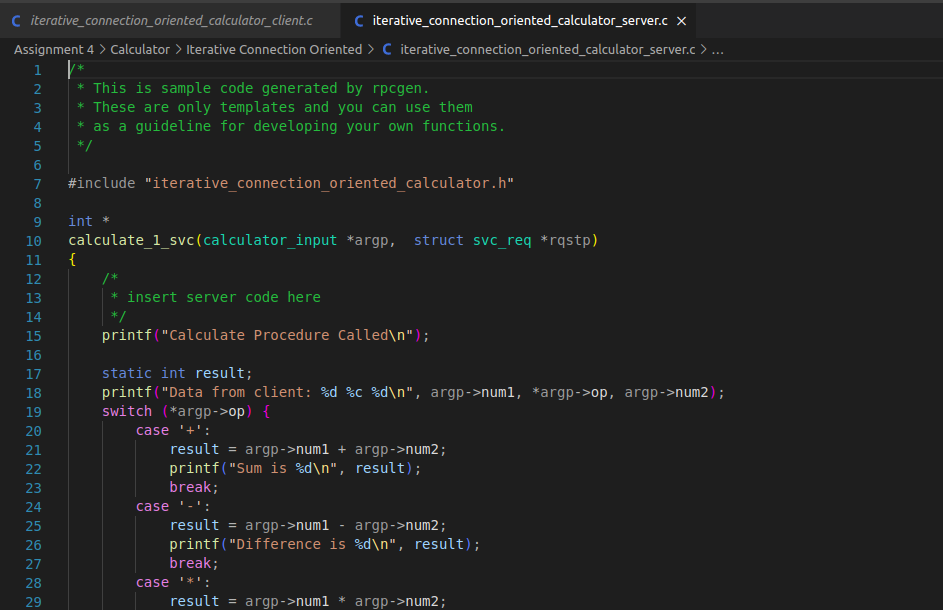 C iterative_connection_oriented_calculator_client.c
C iterative_connection_oriented_calculator_server.c ×
Assignment 4 > Calculator > Iterative Connection Oriented > C iterative_connection_oriented_calculator_server.c > ...
1 /*
2  * This is sample code generated by rpcgen.
3  * These are only templates and you can use them
4  * as a guideline for developing your own functions.
5  */
6
7 #include "iterative_connection_oriented_calculator.h"
8
9 int *
10 calculate_1_svc(calculator_input *argp,  struct svc_req *rqstp)
11 {
12     /*
13      * insert server code here
14      */
15     printf("Calculate Procedure Called\n");
16
17     static int result;
18     printf("Data from client: %d %c %d\n", argp->num1, *argp->op, argp->num2);
19     switch (*argp->op) {
20         case '+':
21             result = argp->num1 + argp->num2;
22             printf("Sum is %d\n", result);
23             break;
24         case '-':
25             result = argp->num1 - argp->num2;
26             printf("Difference is %d\n", result);
27             break;
28         case '*':
29             result = argp->num1 * argp->num2;